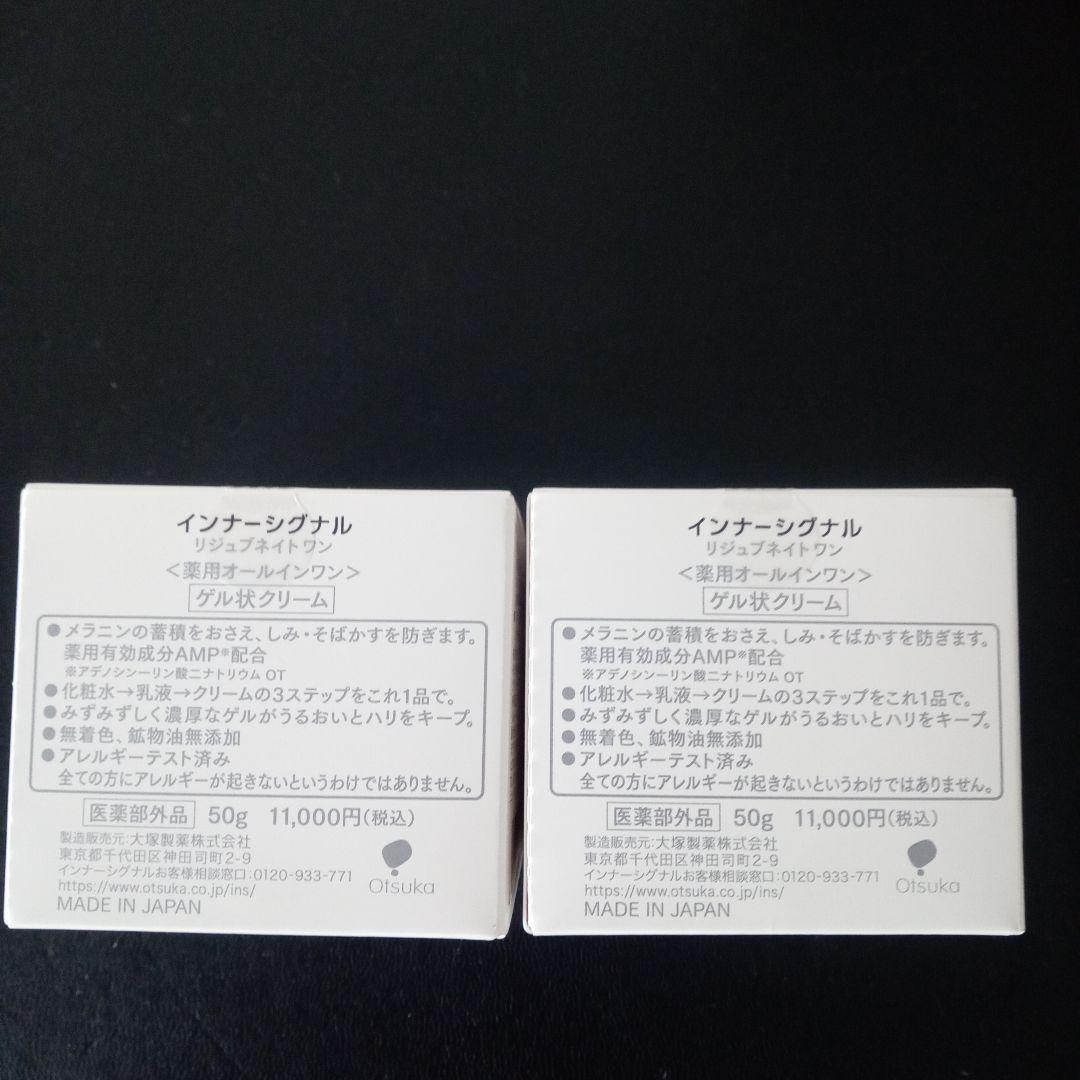 インナーシグナル
リジュブネイト ワン
<薬用オールインワン>
ゲル状クリーム
●メラニンの蓄積をおさえ、しみ・そばかすを防ぎます。
薬用有効成分AMP※配合
※アデノシン一リン酸二ナトリウム OT
●化粧水→乳液→クリームの3ステップをこれ1品で。
●みずみずしく濃厚なゲルがうるおいとハリをキープ。
●無着色、鉱物油無添加
●アレルギーテスト済み
全ての方にアレルギーが起きないというわけではありません。
医薬部外品 50g 11,000円(税込)
製造販売元:大塚製薬株式会社
東京都千代田区神田司町2-9
インナーシグナルお客様相談窓口:0120-933-771
https://www.otsuka.co.jp/ins/
MADE IN JAPAN
Otsuka
インナーシグナル
リジュブネイト ワン
<薬用オールインワン>
ゲル状クリーム
●メラニンの蓄積をおさえ、しみ・そばかすを防ぎます。
薬用有効成分AMP※配合
※アデノシン一リン酸二ナトリウム OT
●化粧水→乳液→クリームの3ステップをこれ1品で。
●みずみずしく濃厚なゲルがうるおいとハリをキープ。
●無着色、鉱物油無添加
●アレルギーテスト済み
全ての方にアレルギーが起きないというわけではありません。
医薬部外品 50g 11,000円(税込)
製造販売元:大塚製薬株式会社
東京都千代田区神田司町2-9
インナーシグナルお客様相談窓口:0120-933-771
https://www.otsuka.co.jp/ins/
MADE IN JAPAN
Otsuka